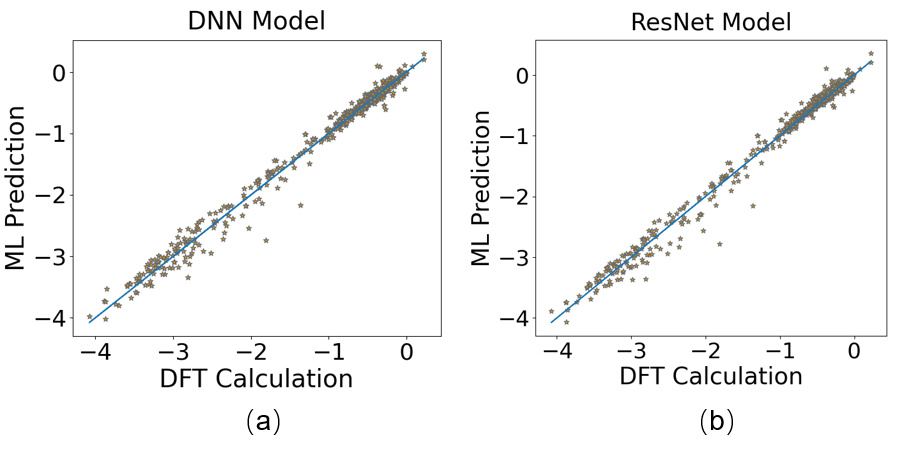 DNN Model
ML Prediction
0
−1
−2
−3
−4
−4 −3 −2 −1 0
DFT Calculation
(a)
ResNet Model
ML Prediction
0
−1
−2
−3
−4
−4 −3 −2 −1 0
DFT Calculation
(b)